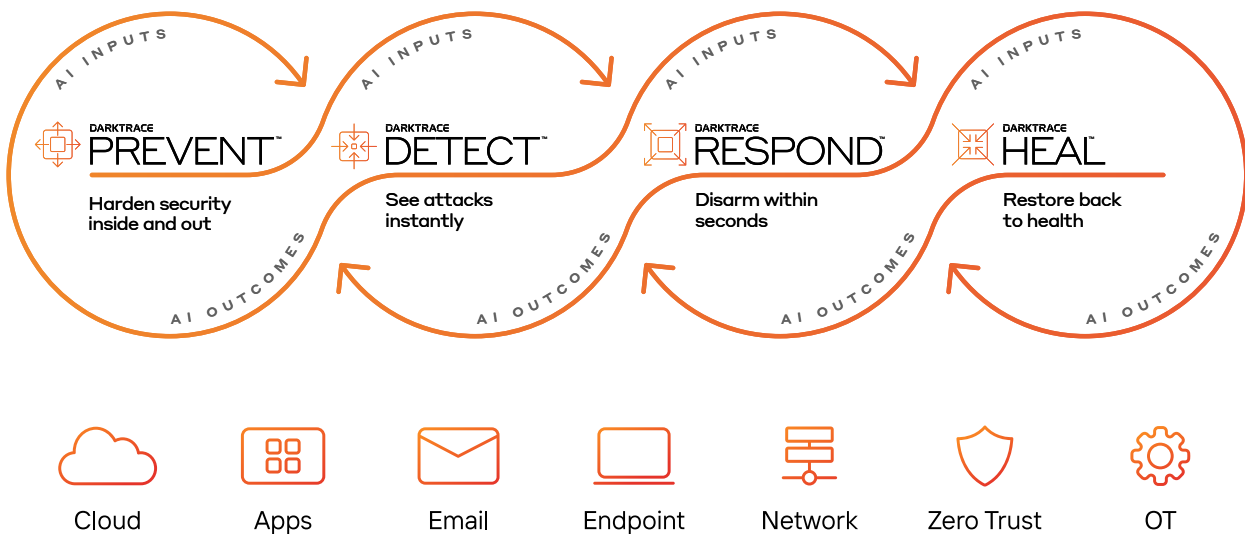 AI INPUTS
AI INPUTS
AI INPUTS
AI INPUTS
DARKTRACE
PREVENT™
DARKTRACE
DETECT™
DARKTRACE
RESPOND™
DARKTRACE
HEAL™
Harden security
inside and out
See attacks
instantly
Disarm within
seconds
Restore back
to health
AI OUTCOMES
AI OUTCOMES
AI OUTCOMES
AI OUTCOMES
Cloud
Apps
Email
Endpoint
Network
Zero Trust
OT